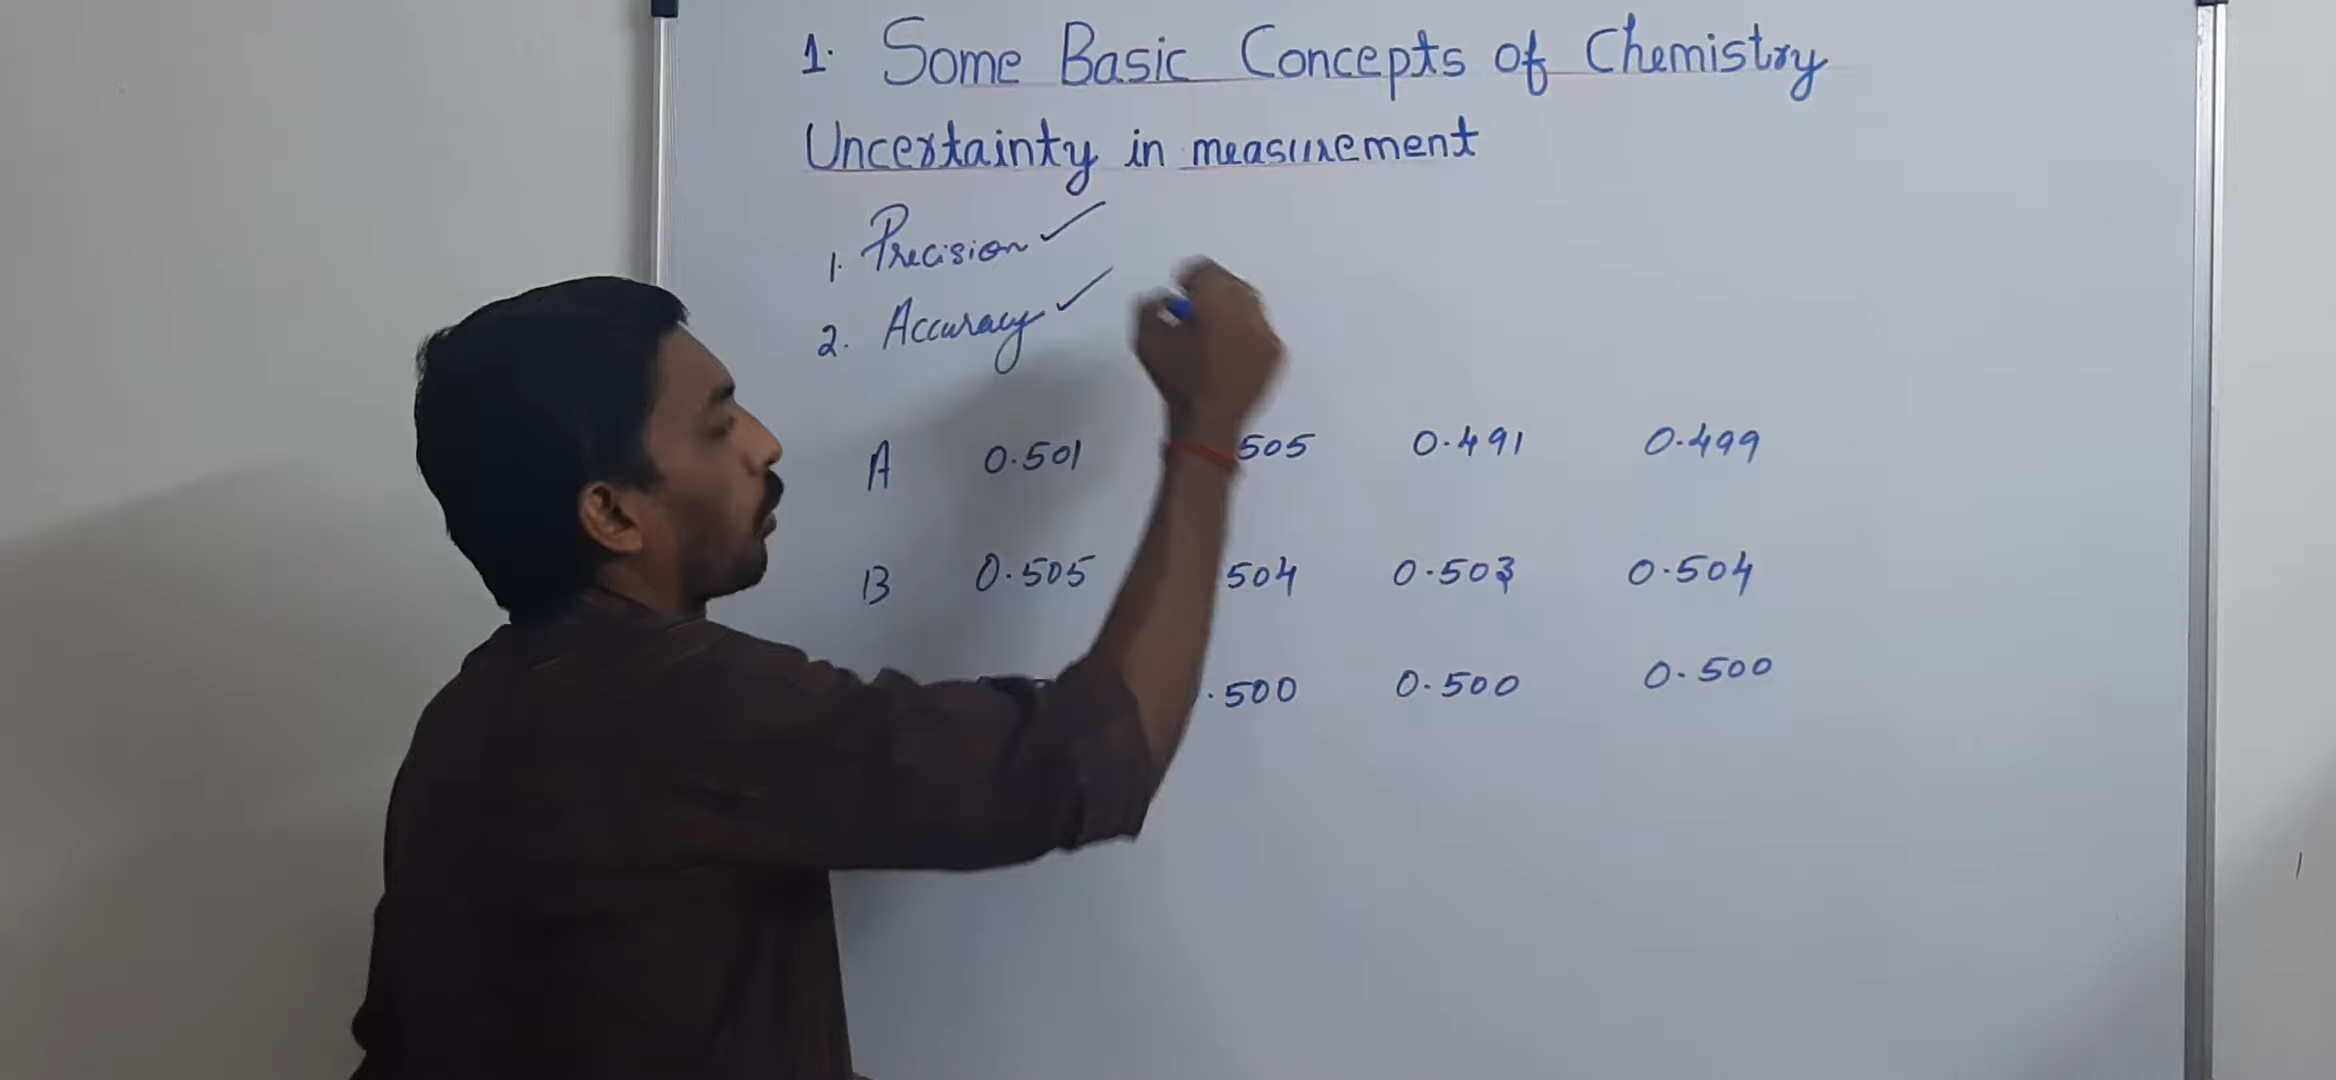 1. Some Basic Concepts of Chemistry
Uncertainty in measurement
1. Precision ✓
2. Accuracy ✓
A 0.501 505 0.491 0.499
B 0.505 504 0.503 0.504
.500 0.500 0.500